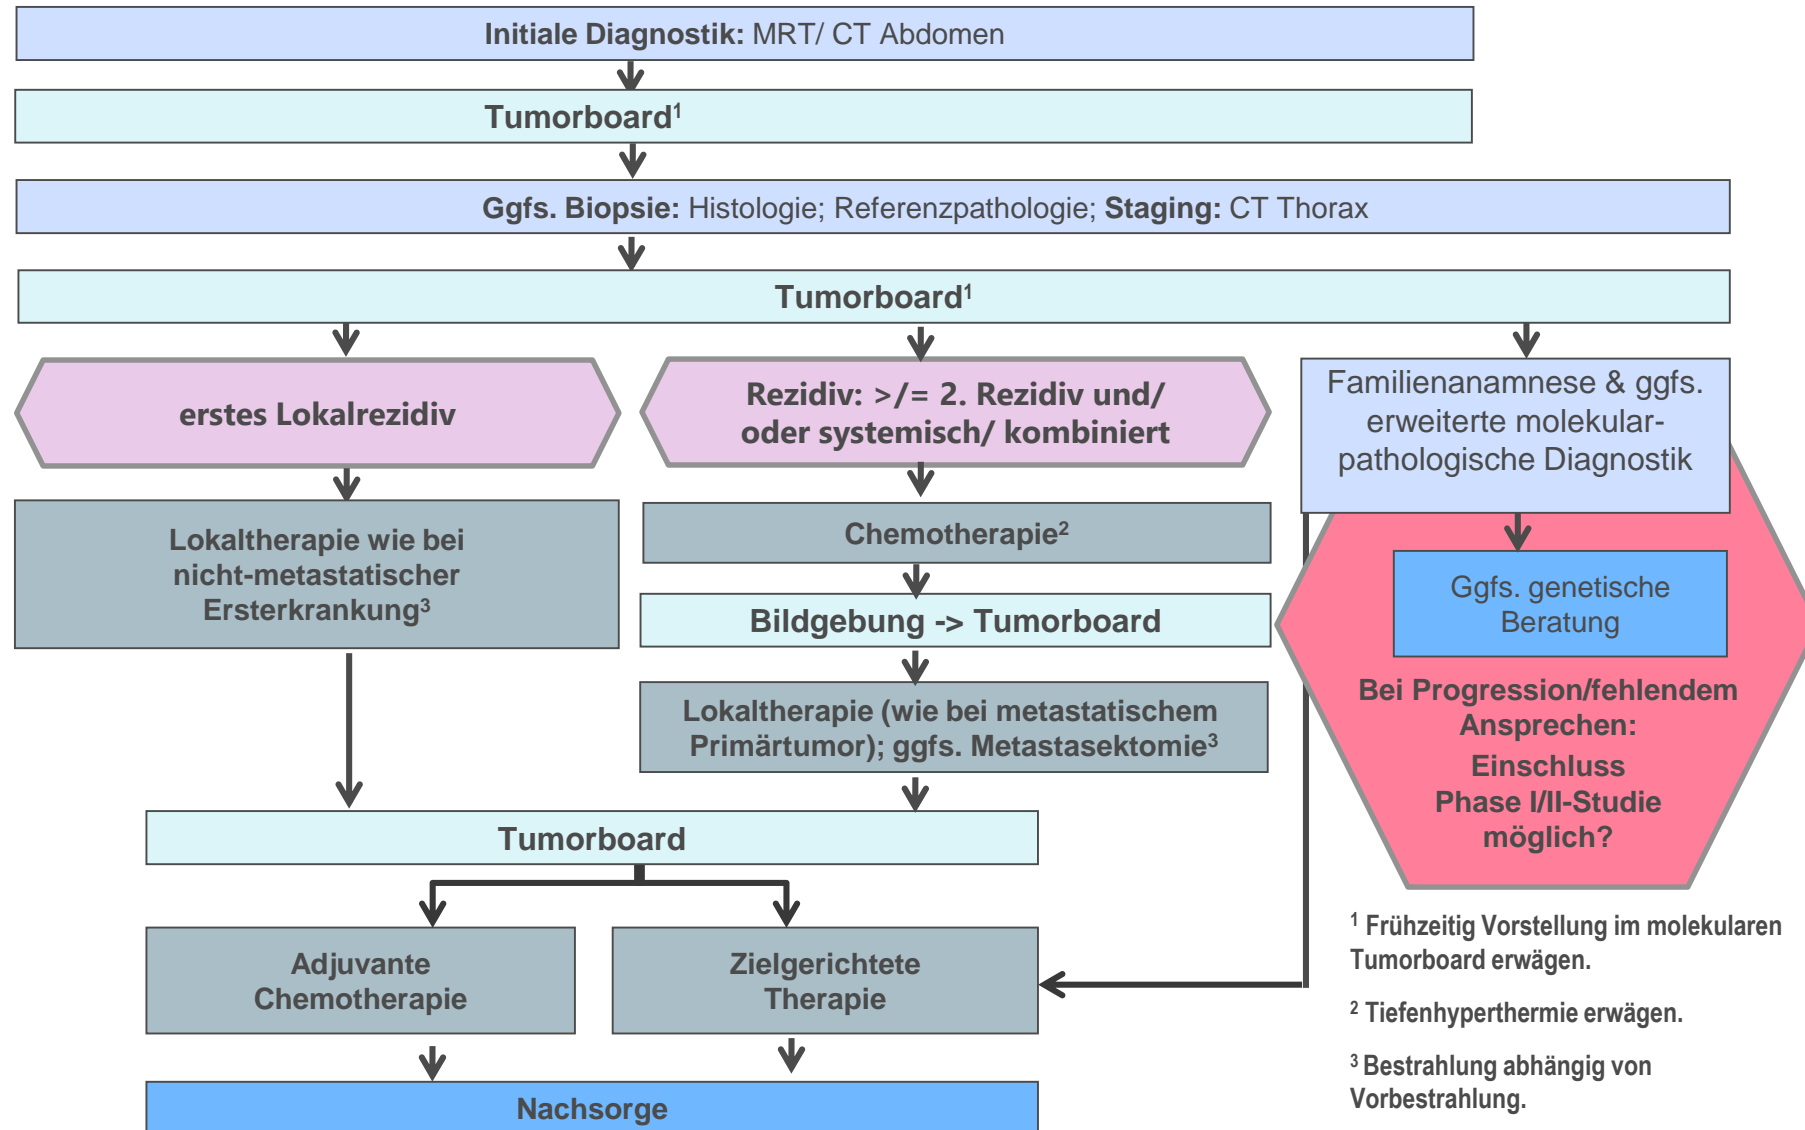 Initiale Diagnostik: MRT/ CT Abdomen
Tumorboard¹
Ggfs. Biopsie: Histologie; Referenzpathologie; Staging: CT Thorax
Tumorboard¹
erstes Lokalrezidiv
Lokaltherapie wie bei
nicht-metastatischer
Ersterkrankung³
Rezidiv: >/= 2. Rezidiv und/
oder systemisch/ kombiniert
Chemotherapie²
Bildgebung -> Tumorboard
Lokaltherapie (wie bei metastatischem
Primärtumor); ggfs. Metastasektomie³
Familienanamnese & ggfs.
erweiterte molekular-
pathologische Diagnostik
Ggfs. genetische
Beratung
Bei Progression/fehlendem
Ansprechen:
Einschluss
Phase I/II-Studie
möglich?
Tumorboard
Adjuvante
Chemotherapie
Zielgerichtete
Therapie
Nachsorge
¹ Frühzeitig Vorstellung im molekularen
Tumorboard erwägen.
² Tiefenhyperthermie erwägen.
³ Bestrahlung abhängig von
Vorbestrahlung.